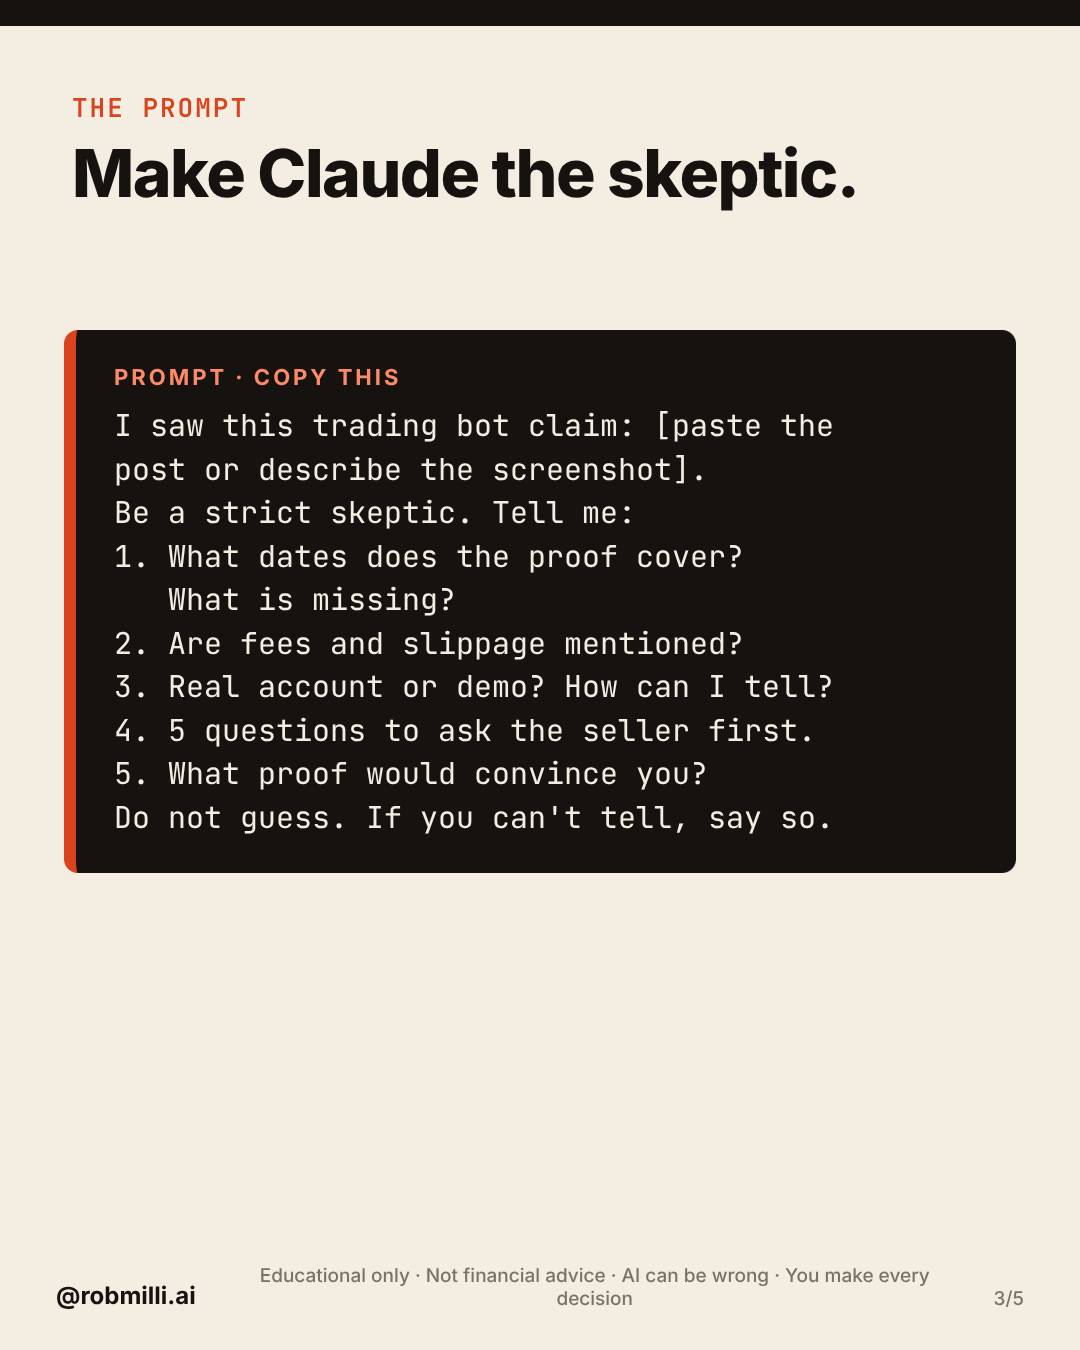 THE PROMPT
Make Claude the skeptic.
PROMPT · COPY THIS
I saw this trading bot claim: [paste the
post or describe the screenshot].
Be a strict skeptic. Tell me:
1. What dates does the proof cover?
What is missing?
2. Are fees and slippage mentioned?
3. Real account or demo? How can I tell?
4. 5 questions to ask the seller first.
5. What proof would convince you?
Do not guess. If you can't tell, say so.
@robmilli.ai
Educational only · Not financial advice · AI can be wrong · You make every
decision
3/5